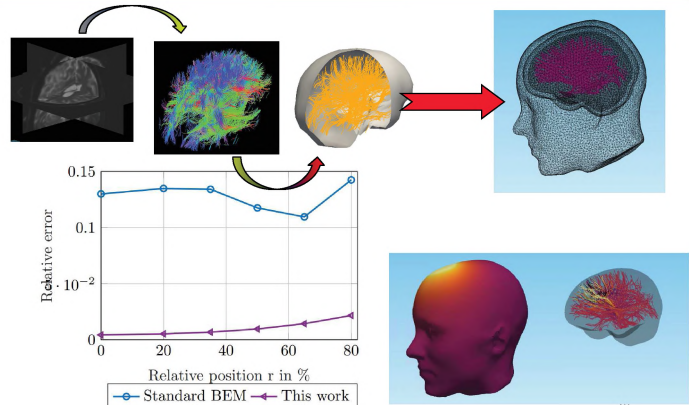 0.15
0.1
· 10⁻²
0
0 20 40 60 80
Relative error
Relative position r in %
Standard BEM This work